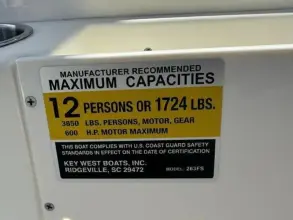 MANUFACTURER RECOMMENDED
MAXIMUM CAPACITIES
12 PERSONS OR 1724 LBS.
3850 LBS. PERSONS, MOTOR, GEAR
600 H.P. MOTOR MAXIMUM
THIS BOAT COMPLIES WITH U.S. COAST GUARD SAFETY
STANDARDS IN EFFECT ON THE DATE OF CERTIFICATION
KEY WEST BOATS, INC.
RIDGEVILLE, SC 29472 MODEL: 263FS